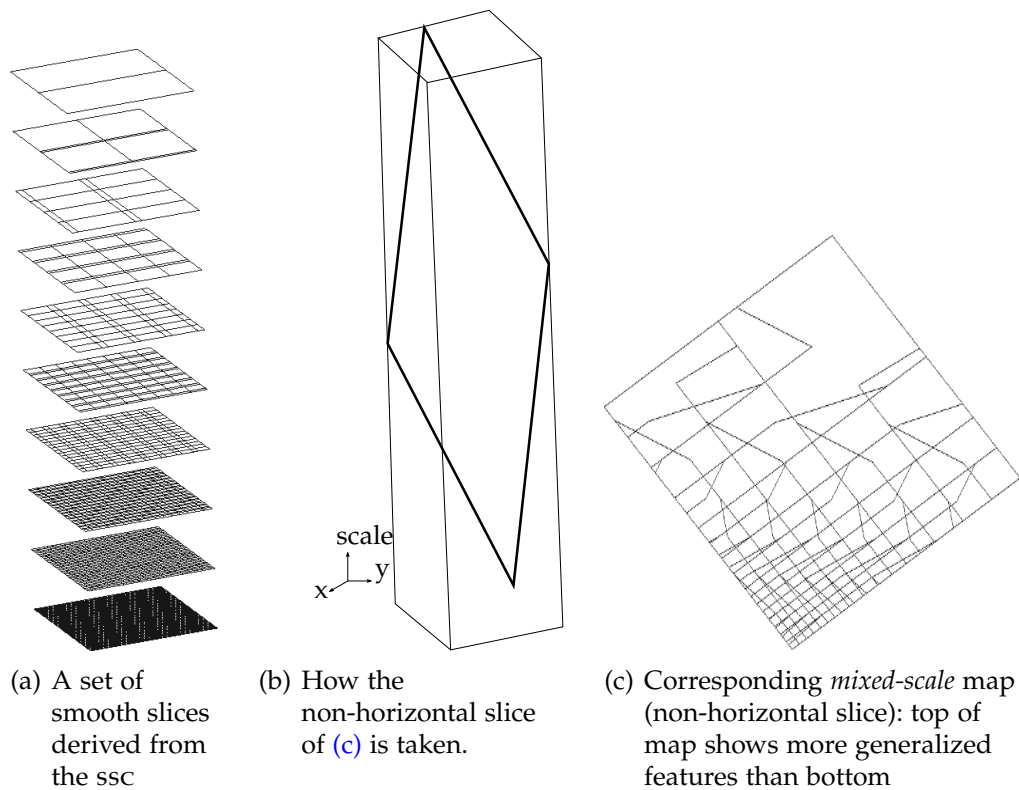 scale
y
x
(a) A set of
smooth slices
derived from
the ssc
(b) How the
non-horizontal slice
of (c) is taken.
(c) Corresponding mixed-scale map
(non-horizontal slice): top of
map shows more generalized
features than bottom